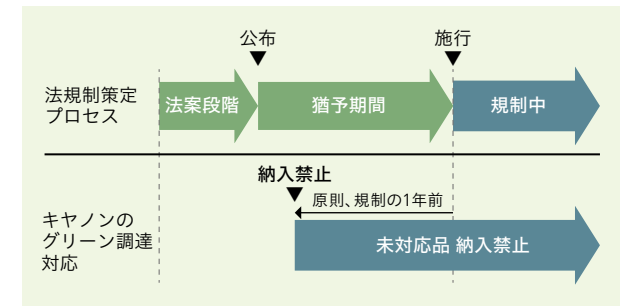 公布
施行
法規制策定
プロセス
法案段階
猶予期間
規制中
納入禁止
原則、規制の1年前
キヤノンの
グリーン調達
対応
未対応品 納入禁止